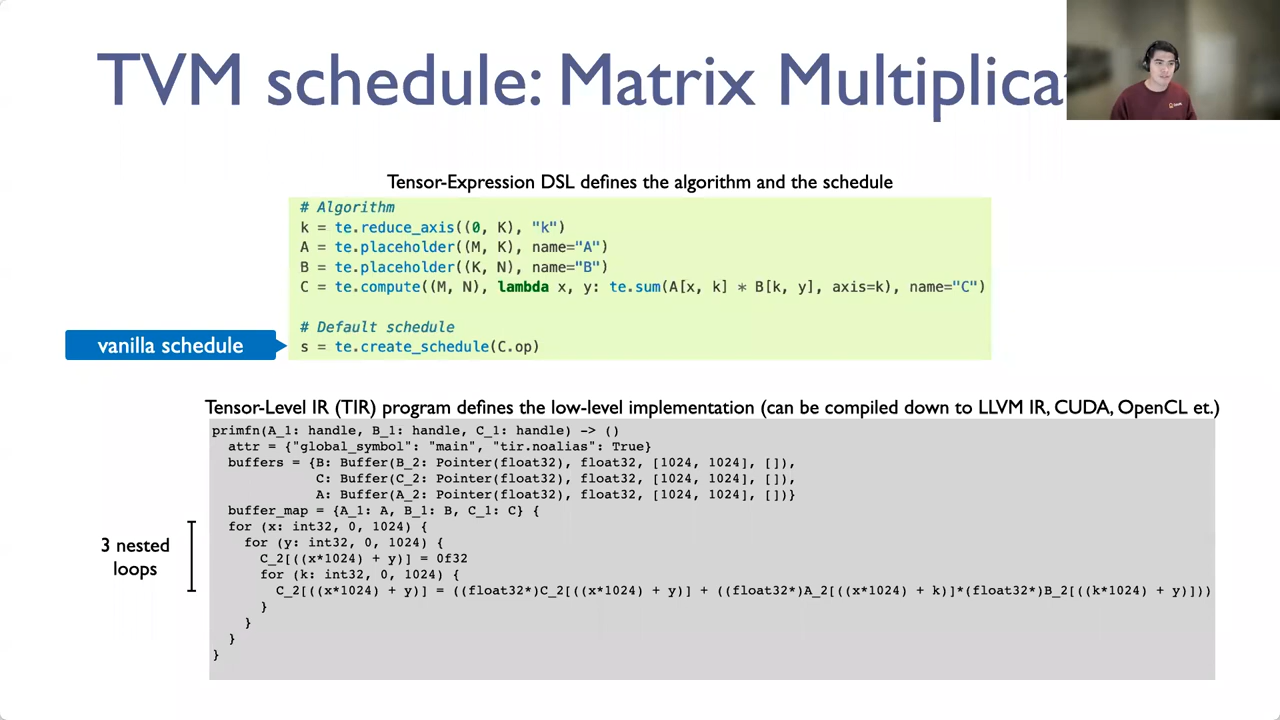 TVM schedule: Matrix Multiplica
Tensor-Expression DSL defines the algorithm and the schedule
# Algorithm
k = te.reduce_axis((0, K), "k")
A = te.placeholder((M, K), name="A")
B = te.placeholder((K, N), name="B")
C = te.compute((M, N), lambda x, y: te.sum(A[x, k] * B[k, y], axis=k), name="C")
# Default schedule
vanilla schedule
s = te.create_schedule(C.op)
Tensor-Level IR (TIR) program defines the low-level implementation (can be compiled down to LLVM IR, CUDA, OpenCL et.)
primfn(A_1: handle, B_1: handle, C_1: handle) -> ()
attr = {"global_symbol": "main", "tir.noalias": True}
buffers = {B: Buffer(B_2: Pointer(float32), float32, [1024, 1024], []),
C: Buffer(C_2: Pointer(float32), float32, [1024, 1024], []),
A: Buffer(A_2: Pointer(float32), float32, [1024, 1024], [])}
buffer_map = {A_1: A, B_1: B, C_1: C} {
for (x: int32, 0, 1024) {
for (y: int32, 0, 1024) {
C_2[((x*1024) + y)] = 0f32
for (k: int32, 0, 1024) {
C_2[((x*1024) + y)] = ((float32*)C_2[((x*1024) + y)] + ((float32*)A_2[((x*1024) + k)]*(float32*)B_2[((k*1024) + y)]))
}
}
}
}
3 nested
loops